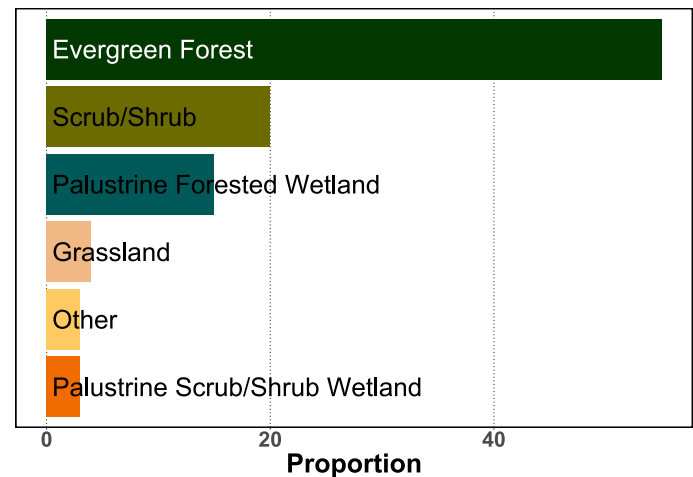 Evergreen Forest
Scrub/Shrub
Palustrine Forested Wetland
Grassland
Other
Palustrine Scrub/Shrub Wetland
0 20 40
Proportion